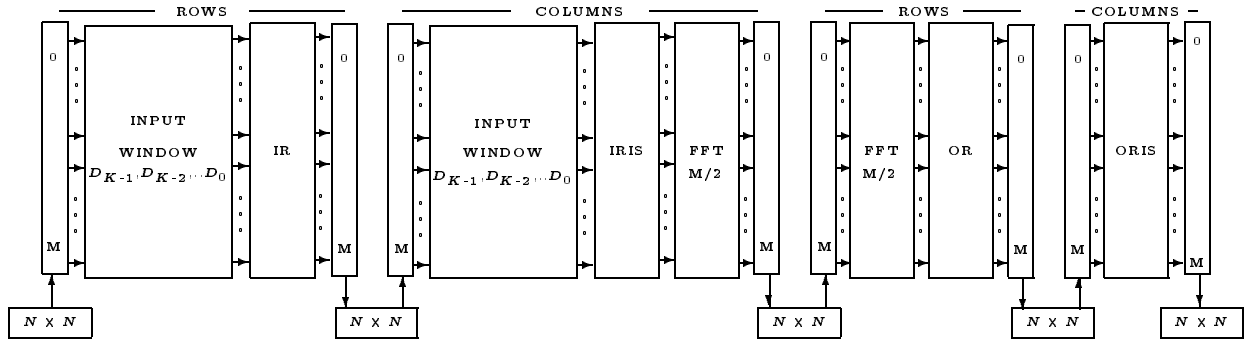 ROWS
COLUMNS
ROWS
COLUMNS
0
M
INPUT
WINDOW
D_{K-1}, D_{K-2}, ... D_0
IR
0
M
0
M
INPUT
WINDOW
D_{K-1}, D_{K-2}, ... D_0
IRIS
FFT
M/2
0
M
0
M
FFT
M/2
OR
0
M
0
M
ORIS
0
M
N X N
N X N
N X N
N X N
N X N